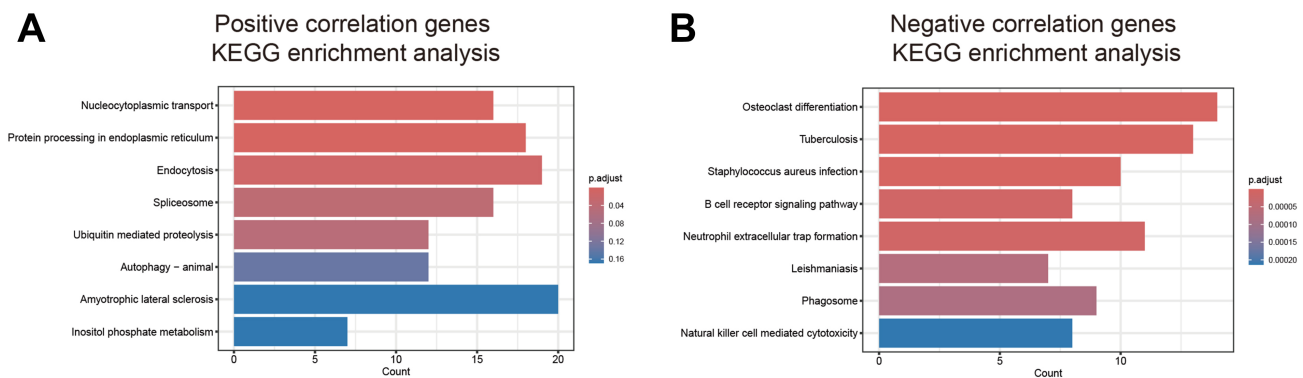 A
Positive correlation genes
KEGG enrichment analysis
Nucleocytoplasmic transport
Protein processing in endoplasmic reticulum
Endocytosis
Spliceosome
Ubiquitin mediated proteolysis
Autophagy − animal
Amyotrophic lateral sclerosis
Inositol phosphate metabolism
0 5 10 15 20
Count
p.adjust
0.04
0.08
0.12
0.16
B
Negative correlation genes
KEGG enrichment analysis
Osteoclast differentiation
Tuberculosis
Staphylococcus aureus infection
B cell receptor signaling pathway
Neutrophil extracellular trap formation
Leishmaniasis
Phagosome
Natural killer cell mediated cytotoxicity
0 5 10
Count
p.adjust
0.00005
0.00010
0.00015
0.00020